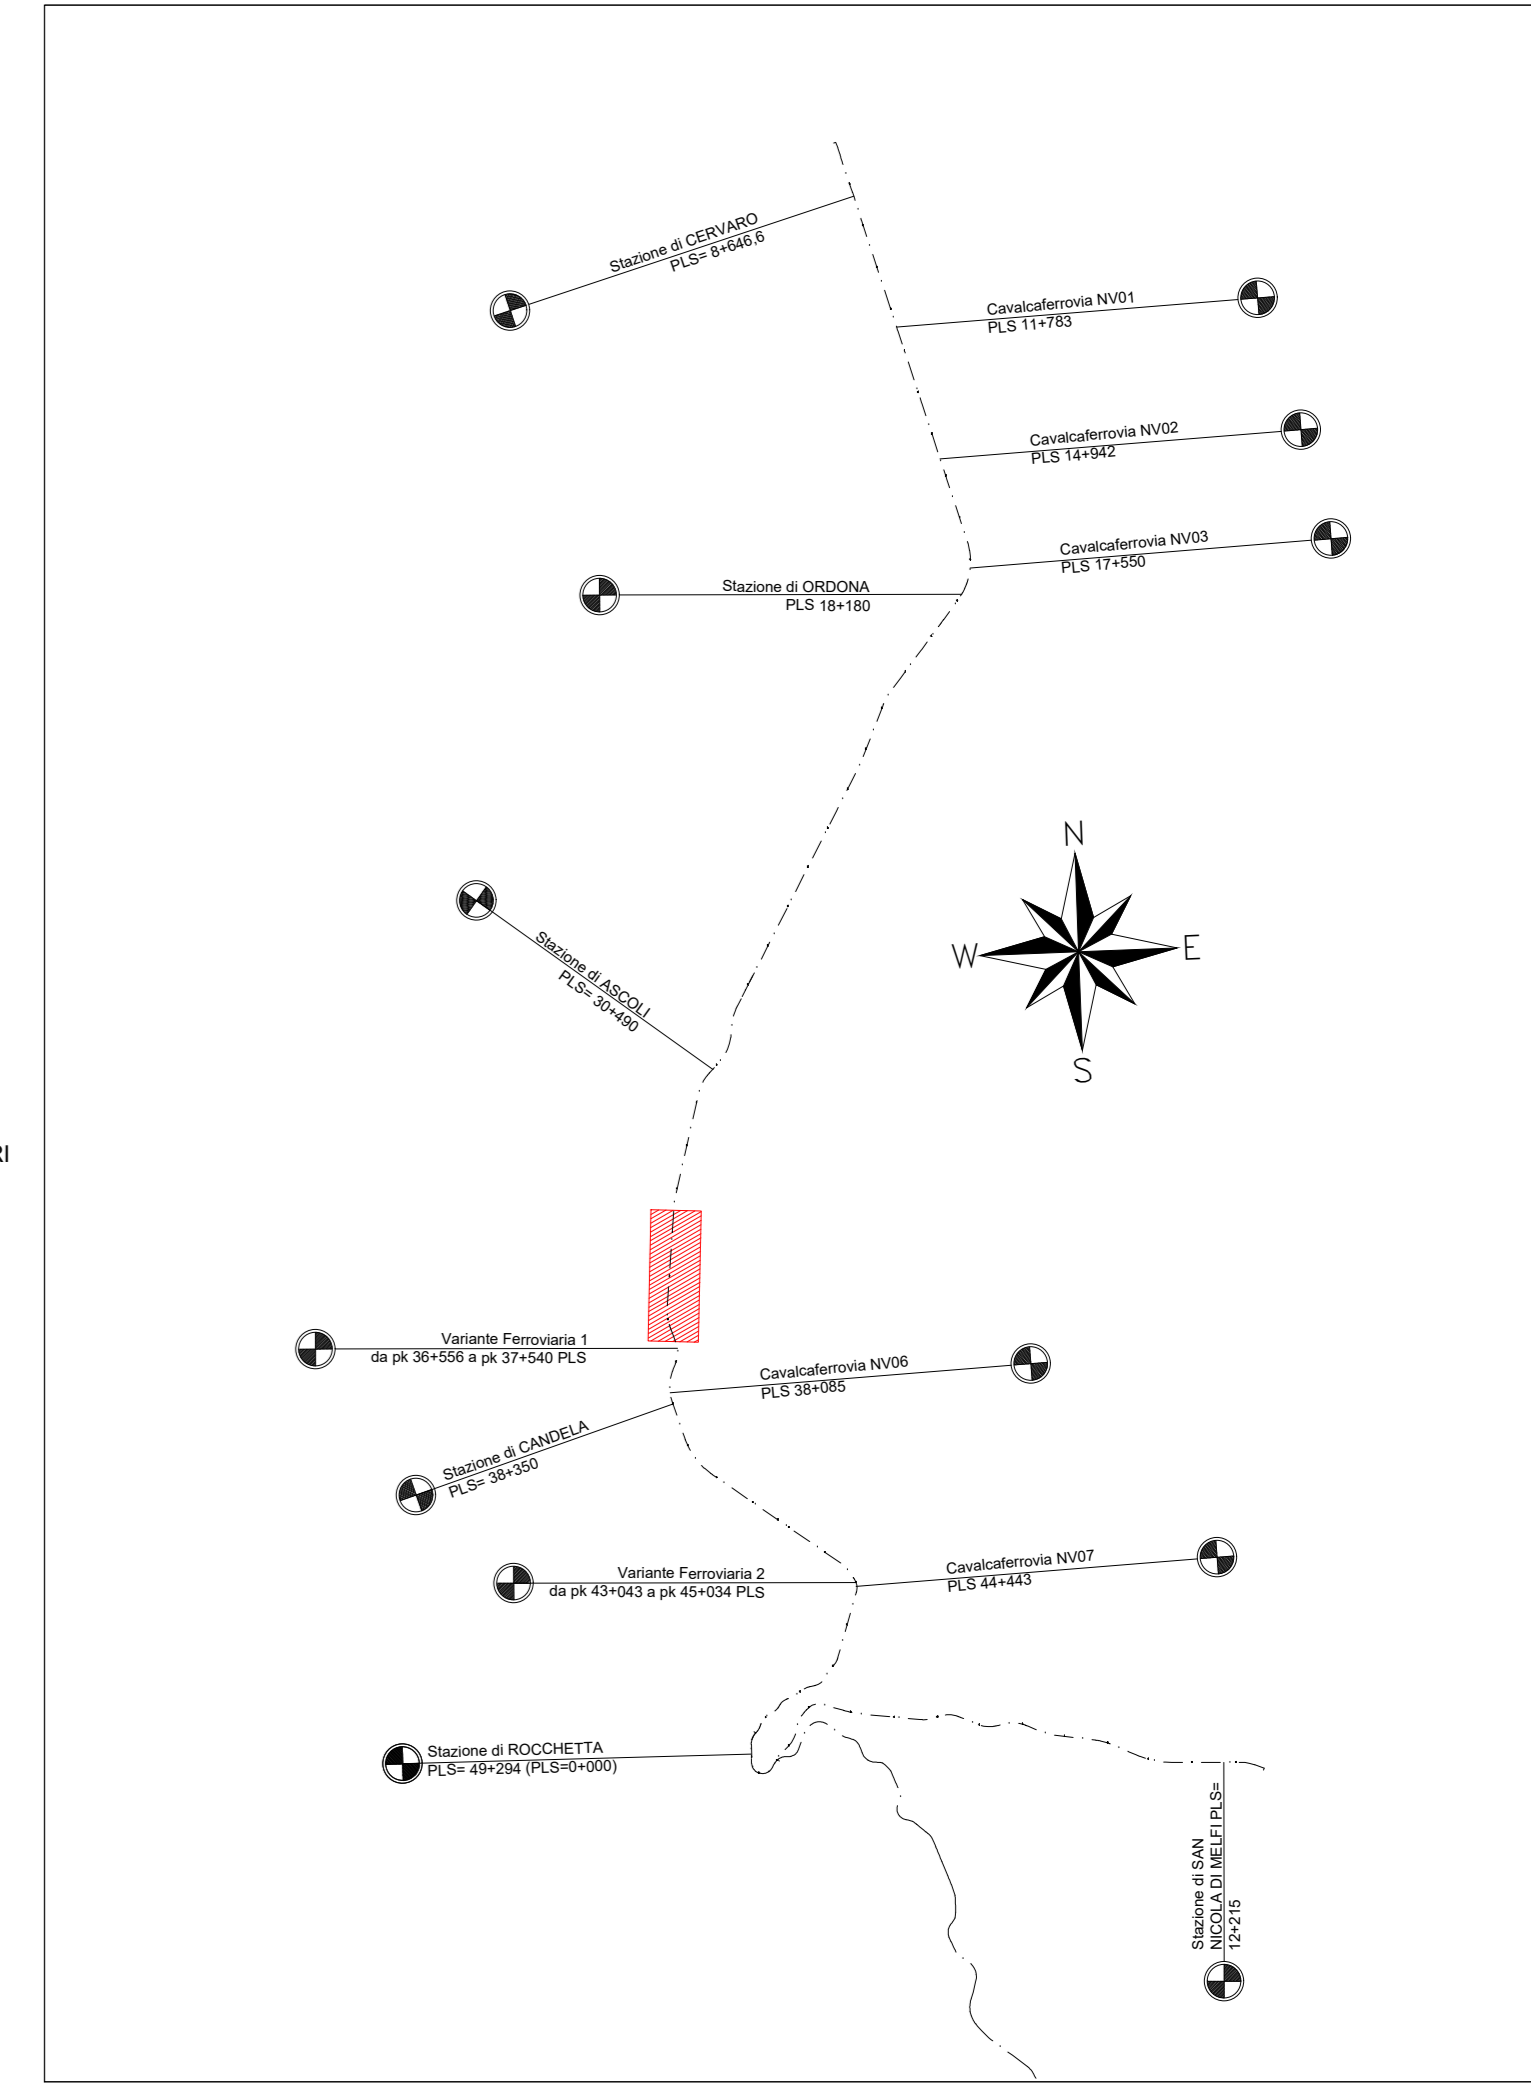 Stazione di CERVARO
PLS= 8+646,6
Cavalcaferrovia NV01
PLS 11+783
Cavalcaferrovia NV02
PLS 14+942
Cavalcaferrovia NV03
PLS 17+550
Stazione di ORDONA
PLS 18+180
N
W
E
S
Stazione di ASCOLI
PLS= 30+490
RI
Variante Ferroviaria 1
da pk 36+556 a pk 37+540 PLS
Cavalcaferrovia NV06
PLS 38+085
Stazione di CANDELA
PLS= 38+350
Variante Ferroviaria 2
da pk 43+043 a pk 45+034 PLS
Cavalcaferrovia NV07
PLS 44+443
Stazione di ROCCHETTA
PLS= 49+294 (PLS=0+000)
Stazione di SAN
NICOLA DI MELFI PLS=
12+215